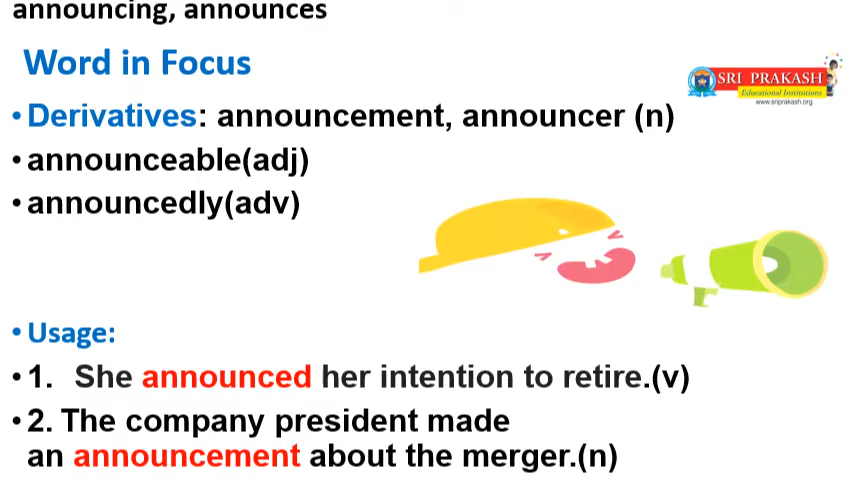 announcing, announces
Word in Focus
SRI PRAKASH
Educational Institutions
www.sriprakash.org
• Derivatives: announcement, announcer (n)
• announceable(adj)
• announcedly(adv)
• Usage:
• 1. She announced her intention to retire.(v)
• 2. The company president made
an announcement about the merger.(n)